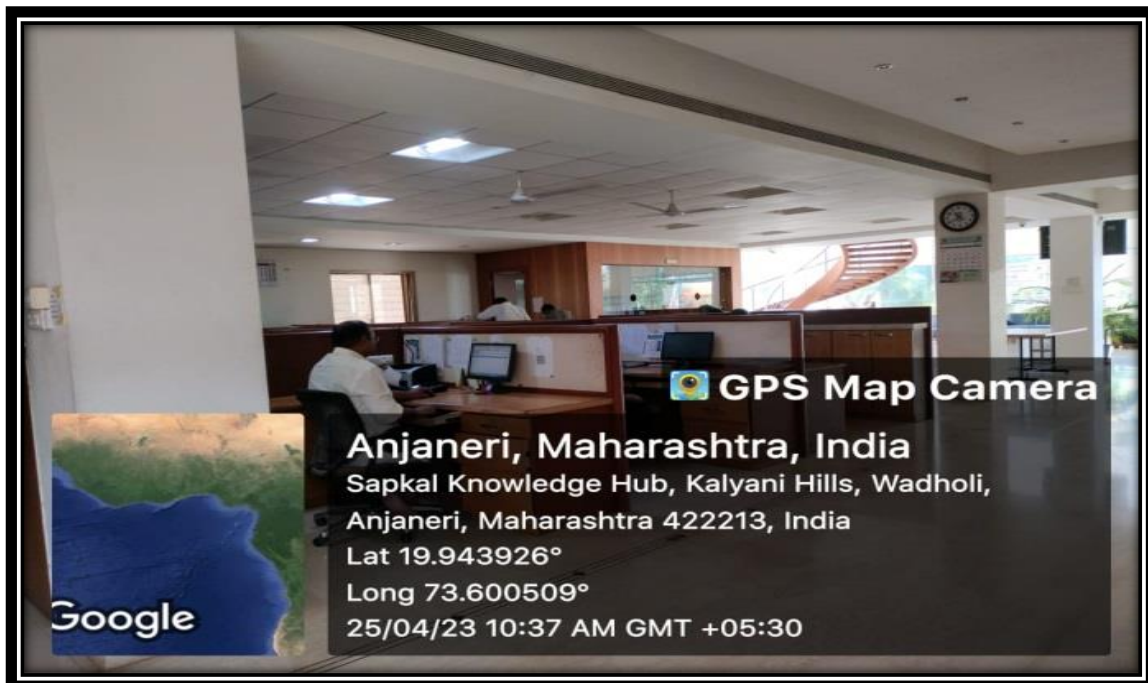 GPS Map Camera
Anjaneri, Maharashtra, India
Sapkal Knowledge Hub, Kalyani Hills, Wadholi,
Anjaneri, Maharashtra 422213, India
Lat 19.943926°
Long 73.600509°
25/04/23 10:37 AM GMT +05:30
Google